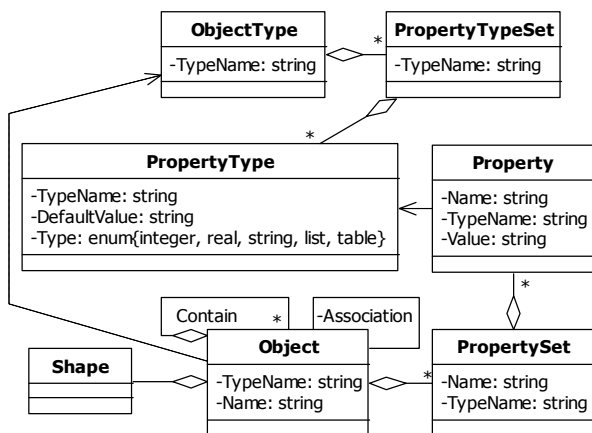 ObjectType
-TypeName: string
*
PropertyTypeSet
-TypeName: string
*
PropertyType
-TypeName: string
-DefaultValue: string
-Type: enum{integer, real, string, list, table}
Property
-Name: string
-TypeName: string
-Value: string
*
Contain
*
-Association
Shape
Object
-TypeName: string
-Name: string
*
PropertySet
-Name: string
-TypeName: string